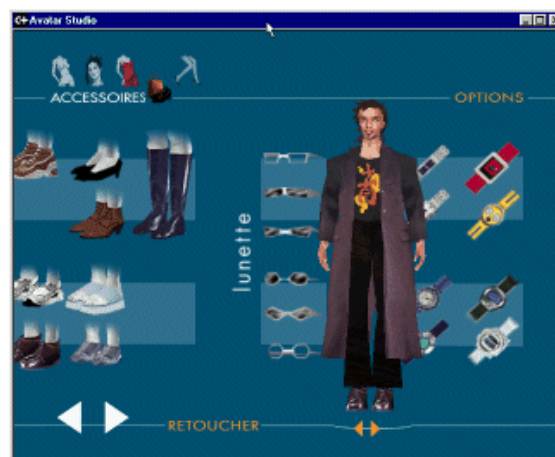 C+Avatar Studio
ACCESSOIRES
OPTIONS
lunette
RETOUCHER